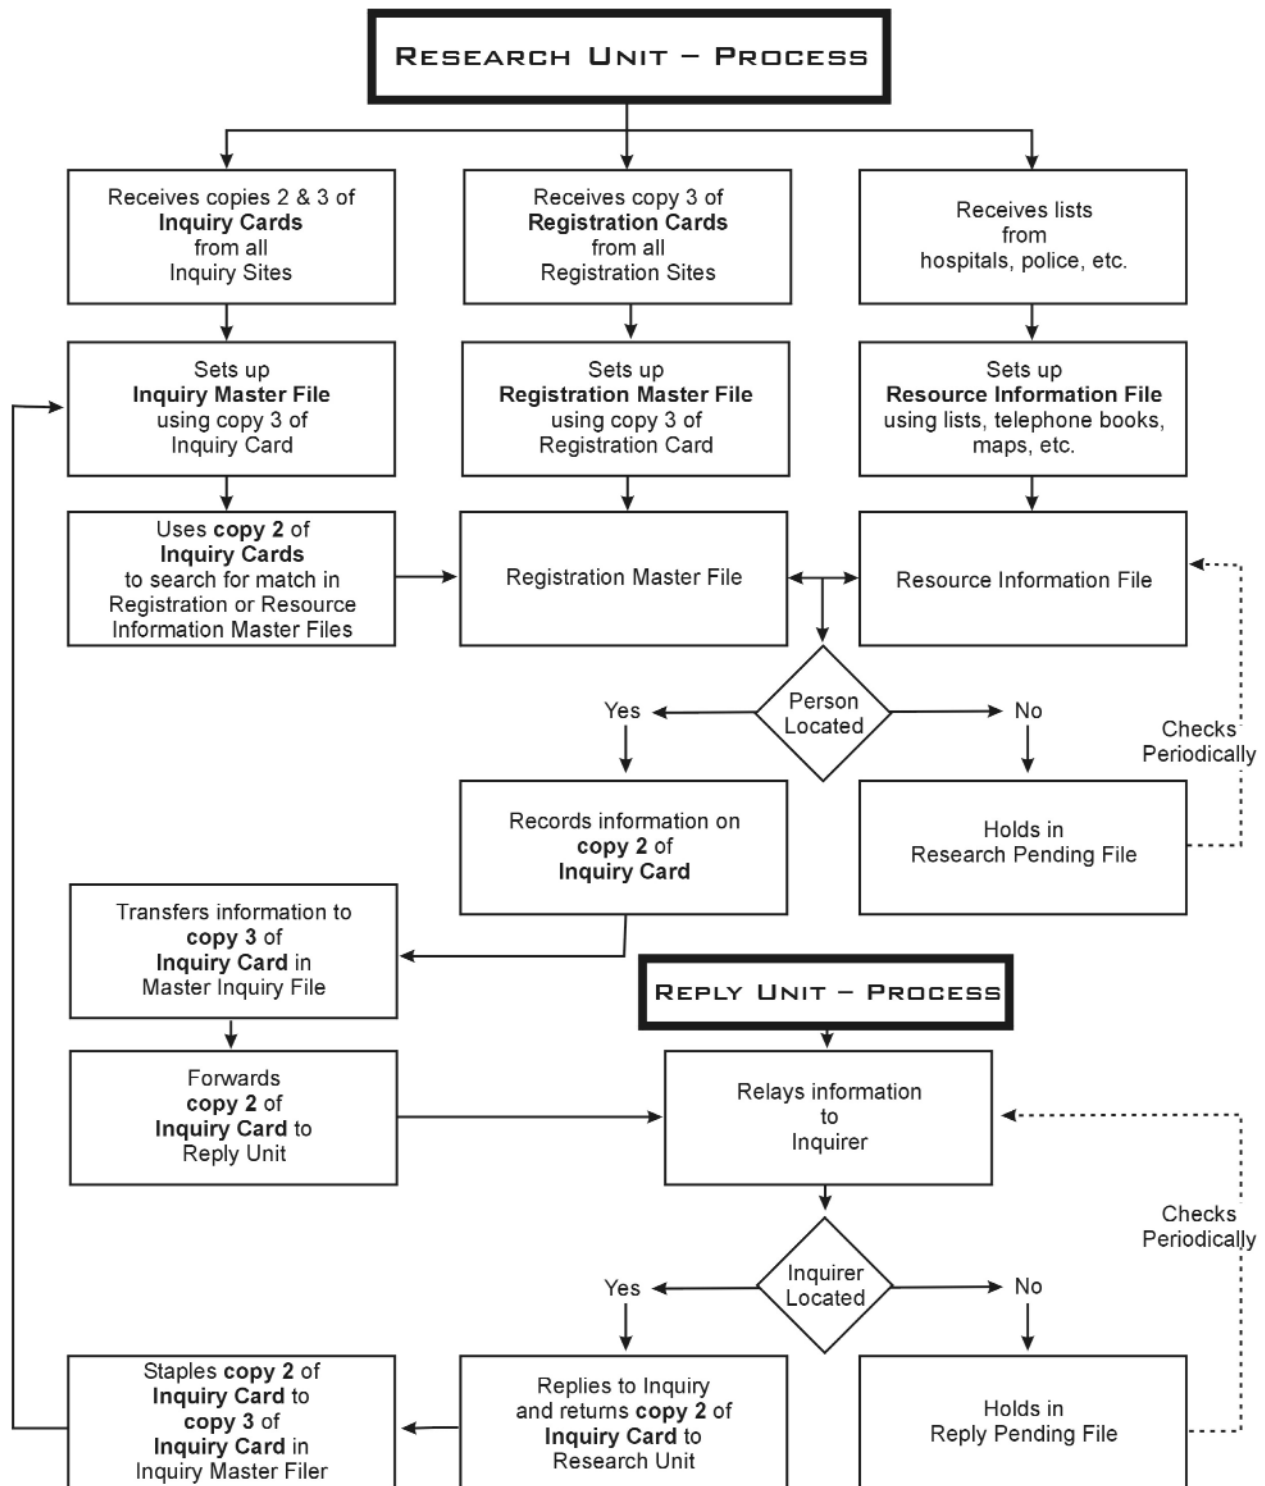 RESEARCH UNIT – PROCESS
Receives copies 2 & 3 of
Inquiry Cards
from all
Inquiry Sites
Receives copy 3 of
Registration Cards
from all
Registration Sites
Receives lists
from
hospitals, police, etc.
Sets up
Inquiry Master File
using copy 3 of
Inquiry Card
Sets up
Registration Master File
using copy 3 of
Registration Card
Sets up
Resource Information File
using lists, telephone books,
maps, etc.
Uses copy 2 of
Inquiry Cards
to search for match in
Registration or Resource
Information Master Files
Registration Master File
Resource Information File
Person
Located
Yes
No
Checks
Periodically
Records information on
copy 2 of
Inquiry Card
Holds in
Research Pending File
Transfers information to
copy 3 of
Inquiry Card in
Master Inquiry File
REPLY UNIT – PROCESS
Forwards
copy 2 of
Inquiry Card to
Reply Unit
Relays information
to
Inquirer
Checks
Periodically
Inquirer
Located
Yes
No
Staples copy 2 of
Inquiry Card to
copy 3 of
Inquiry Card in
Inquiry Master Filer
Replies to Inquiry
and returns copy 2 of
Inquiry Card to
Research Unit
Holds in
Reply Pending File